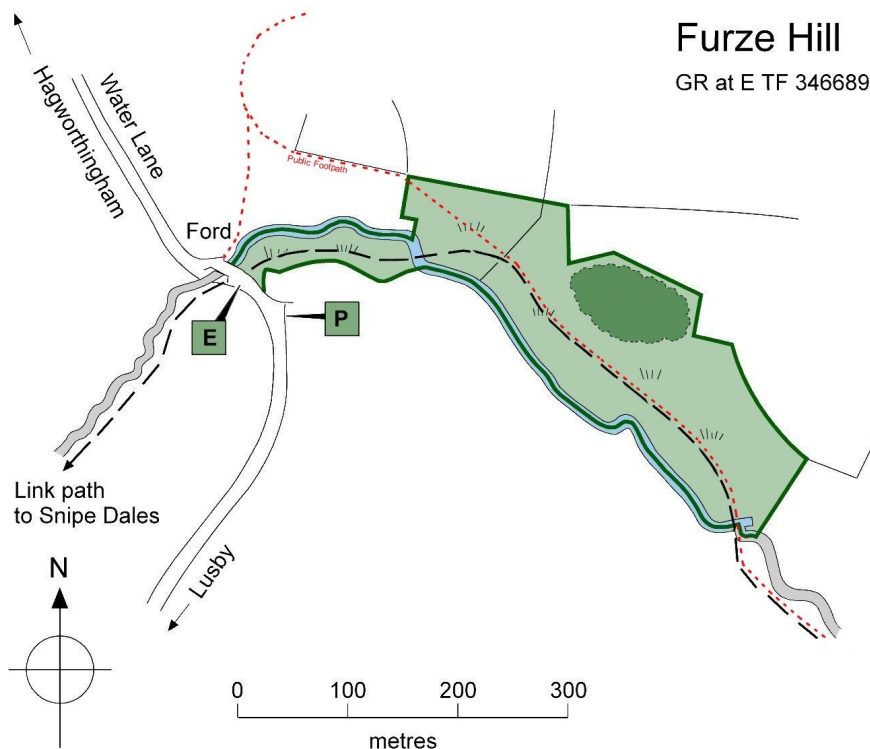 Furze Hill
GR at E TF 346689
Hagworthingham
Water Lane
Public Footpath
Ford
E
P
Link path
to Snipe Dales
Lusby
N
0 100 200 300
metres